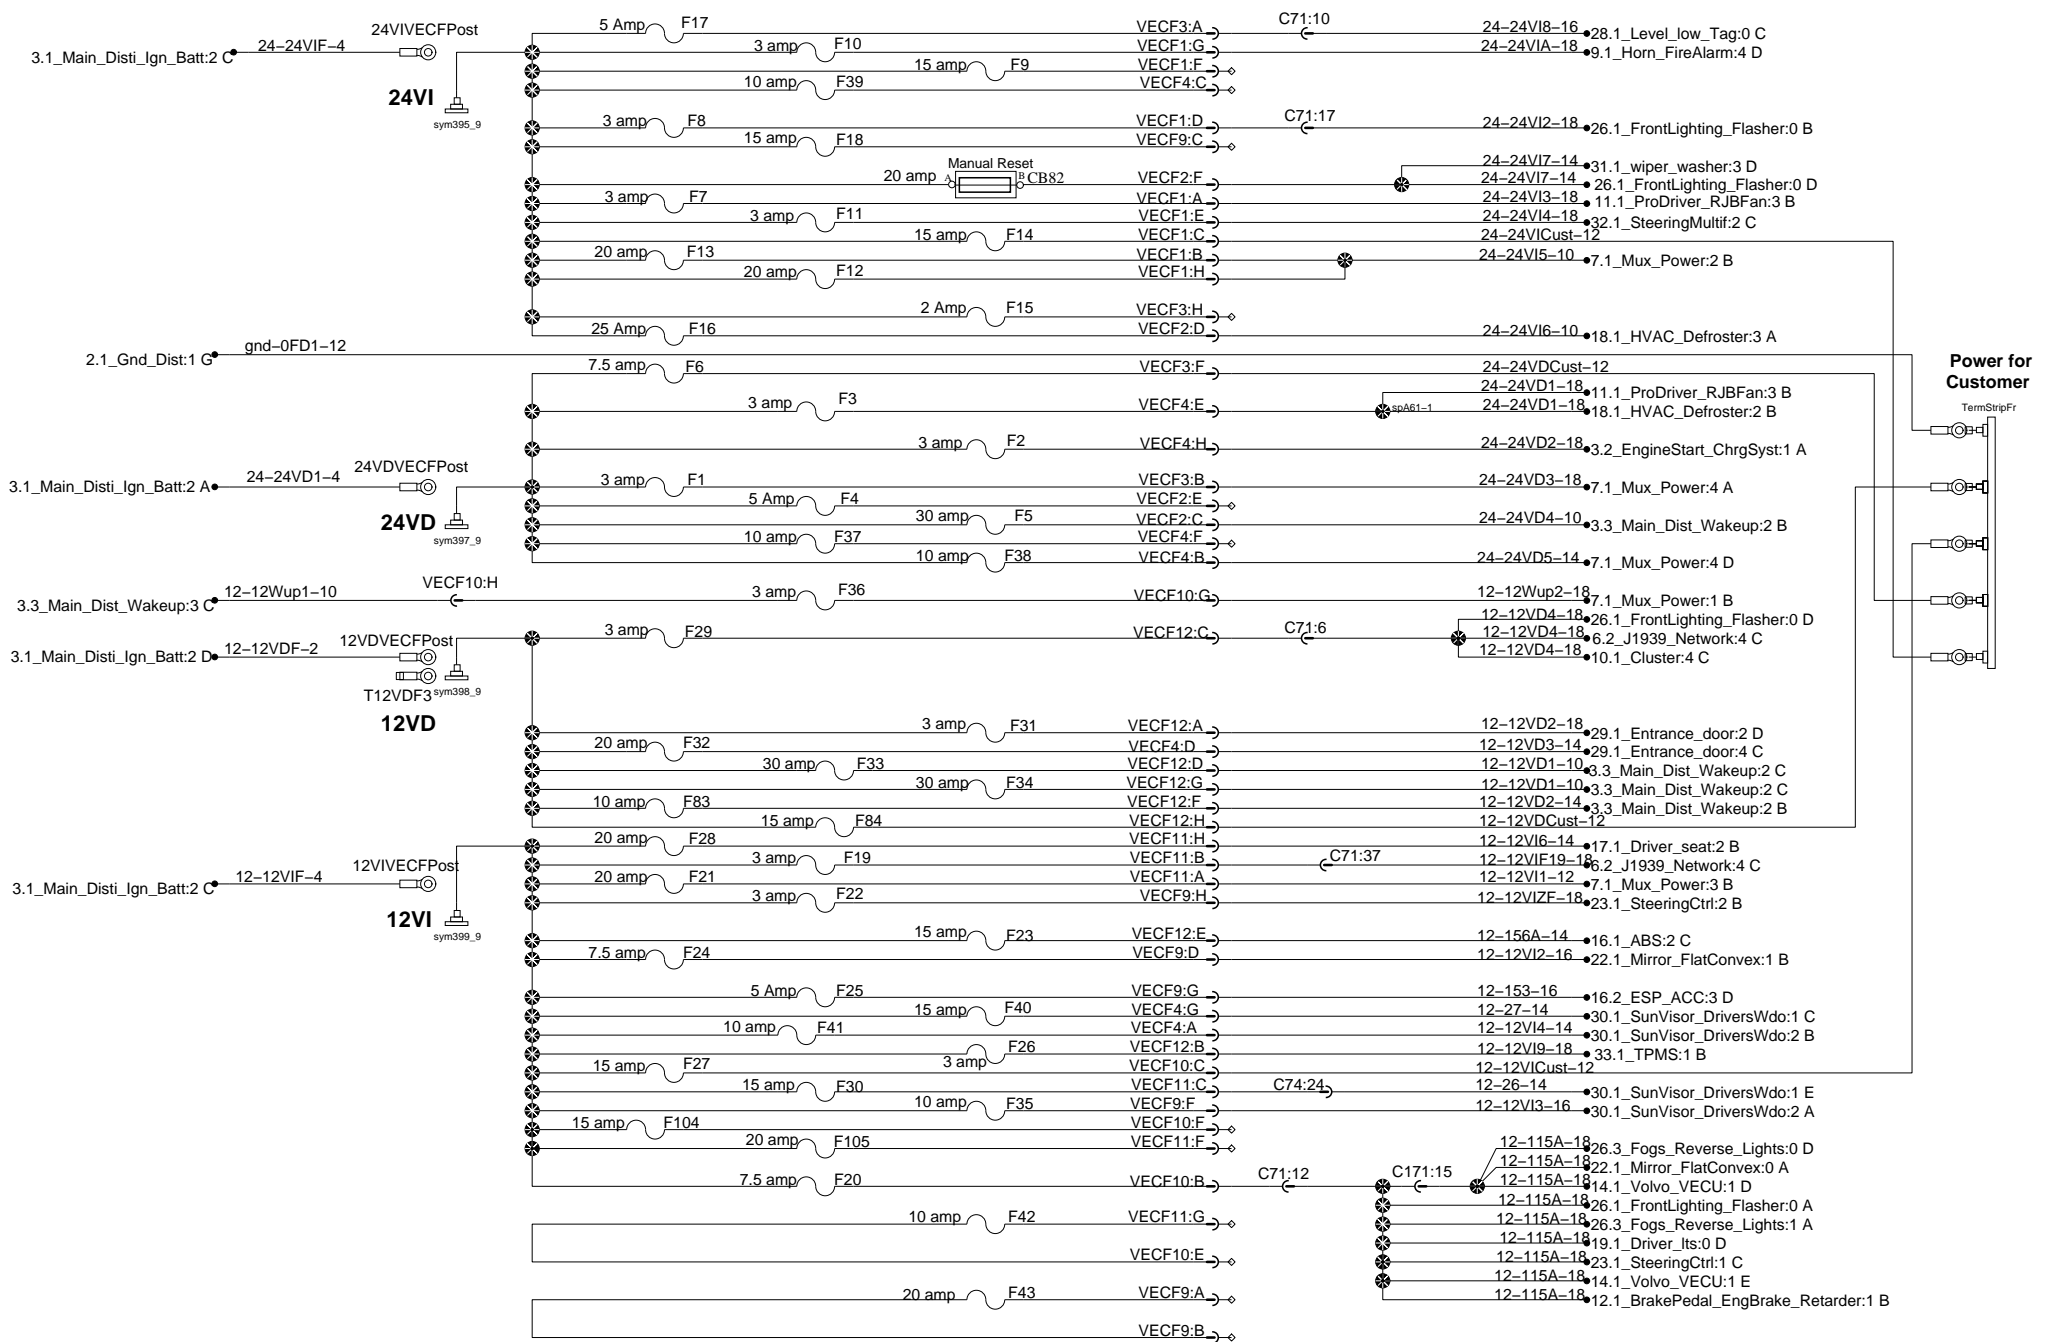 5 Amp F17 VECF3:A C71:10 24-24VI8-16 28.1_Level_low_Tag:0 C
3.1_Main_Disti_Ign_Batt:2 C 24-24VIF-4 24VIVECFPost 3 amp F10 VECF1:G 24-24VIA-18 9.1_Horn_FireAlarm:4 D
15 amp F9 VECF1:F
24VI 10 amp F39 VECF4:C
sym395_9 3 amp F8 VECF1:D C71:17 24-24VI2-18 26.1_FrontLighting_Flasher:0 B
15 amp F18 VECF9:C
Manual Reset 24-24VI7-14 31.1_wiper_washer:3 D
20 amp A B CB82 VECF2:F 24-24VI7-14 26.1_FrontLighting_Flasher:0 D
3 amp F7 VECF1:A 24-24VI3-18 11.1_ProDriver_RJBFan:3 B
3 amp F11 VECF1:E 24-24VI4-18 32.1_SteeringMultif:2 C
15 amp F14 VECF1:C 24-24VICust-12
20 amp F13 VECF1:B 24-24VI5-10 7.1_Mux_Power:2 B
20 amp F12 VECF1:H
2 Amp F15 VECF3:H
25 Amp F16 VECF2:D 24-24VI6-10 18.1_HVAC_Defroster:3 A
2.1_Gnd_Dist:1 G gnd-0FD1-12
Power for
Customer
TermStripFr
7.5 amp F6 VECF3:F 24-24VDCust-12
24-24VD1-18 11.1_ProDriver_RJBFan:3 B
3 amp F3 VECF4:E spA61-1 24-24VD1-18 18.1_HVAC_Defroster:2 B
3 amp F2 VECF4:H 24-24VD2-18 3.2_EngineStart_ChrgSyst:1 A
3.1_Main_Disti_Ign_Batt:2 A 24-24VD1-4 24VDVECFPost 3 amp F1 VECF3:B 24-24VD3-18 7.1_Mux_Power:4 A
5 Amp F4 VECF2:E
24VD 30 amp F5 VECF2:C 24-24VD4-10 3.3_Main_Dist_Wakeup:2 B
sym397_9 10 amp F37 VECF4:F
10 amp F38 VECF4:B 24-24VD5-14 7.1_Mux_Power:4 D
3.3_Main_Dist_Wakeup:3 C 12-12Wup1-10 VECF10:H 3 amp F36 VECF10:G 12-12Wup2-18 7.1_Mux_Power:1 B
12-12VD4-18 26.1_FrontLighting_Flasher:0 D
3 amp F29 VECF12:C C71:6 12-12VD4-18 6.2_J1939_Network:4 C
3.1_Main_Disti_Ign_Batt:2 D 12-12VDF-2 12VDVECFPost 12-12VD4-18 10.1_Cluster:4 C
T12VDF3 sym398_9
12VD
3 amp F31 VECF12:A 12-12VD2-18 29.1_Entrance_door:2 D
20 amp F32 VECF4:D 12-12VD3-14 29.1_Entrance_door:4 C
30 amp F33 VECF12:D 12-12VD1-10 3.3_Main_Dist_Wakeup:2 C
30 amp F34 VECF12:G 12-12VD1-10 3.3_Main_Dist_Wakeup:2 C
10 amp F83 VECF12:F 12-12VD2-14 3.3_Main_Dist_Wakeup:2 B
15 amp F84 VECF12:H 12-12VDCust-12
20 amp F28 VECF11:H 12-12VI6-14 17.1_Driver_seat:2 B
3 amp F19 VECF11:B C71:37 12-12VIF19-18 6.2_J1939_Network:4 C
3.1_Main_Disti_Ign_Batt:2 C 12-12VIF-4 12VIVECFPost 20 amp F21 VECF11:A 12-12VI1-12 7.1_Mux_Power:3 B
3 amp F22 VECF9:H 12-12VIZF-18 23.1_SteeringCtrl:2 B
12VI
sym399_9 15 amp F23 VECF12:E 12-156A-14 16.1_ABS:2 C
7.5 amp F24 VECF9:D 12-12VI2-16 22.1_Mirror_FlatConvex:1 B
5 Amp F25 VECF9:G 12-153-16 16.2_ESP_ACC:3 D
15 amp F40 VECF4:G 12-27-14 30.1_SunVisor_DriversWdo:1 C
10 amp F41 VECF4:A 12-12VI4-14 30.1_SunVisor_DriversWdo:2 B
3 amp F26 VECF12:B 12-12VI9-18 33.1_TPMS:1 B
15 amp F27 VECF10:C 12-12VICust-12
15 amp F30 VECF11:C C74:24 12-26-14 30.1_SunVisor_DriversWdo:1 E
10 amp F35 VECF9:F 12-12VI3-16 30.1_SunVisor_DriversWdo:2 A
15 amp F104 VECF10:F
20 amp F105 VECF11:F 12-115A-18 26.3_Fogs_Reverse_Lights:0 D
12-115A-18 22.1_Mirror_FlatConvex:0 A
7.5 amp F20 VECF10:B C71:12 C171:15 12-115A-18 14.1_Volvo_VECU:1 D
12-115A-18 26.1_FrontLighting_Flasher:0 A
10 amp F42 VECF11:G 12-115A-18 26.3_Fogs_Reverse_Lights:1 A
12-115A-18 19.1_Driver_lts:0 D
VECF10:E 12-115A-18 23.1_SteeringCtrl:1 C
12-115A-18 14.1_Volvo_VECU:1 E
20 amp F43 VECF9:A 12-115A-18 12.1_BrakePedal_EngBrake_Retarder:1 B
VECF9:B